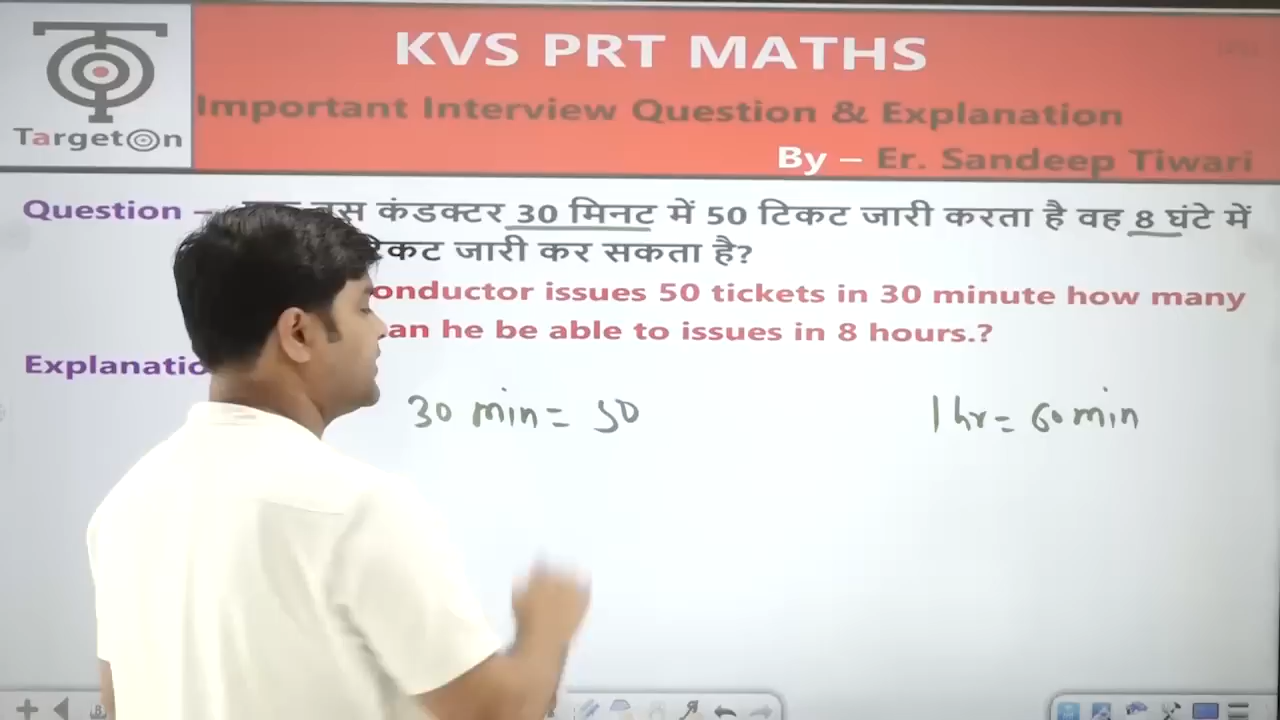 KVS PRT MATHS
Important Interview Question & Explanation
TargetOn
By – Er. Sandeep Tiwari
Question – बस कंडक्टर 30 मिनट में 50 टिकट जारी करता है वह 8 घंटे में
जारी कर सकता है?
onductor issues 50 tickets in 30 minute how many
an he be able to issues in 8 hours.?
Explanatio
30 min = 50
1 hr = 60 min